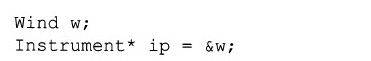 Wind w;
Instrument* ip = &w;